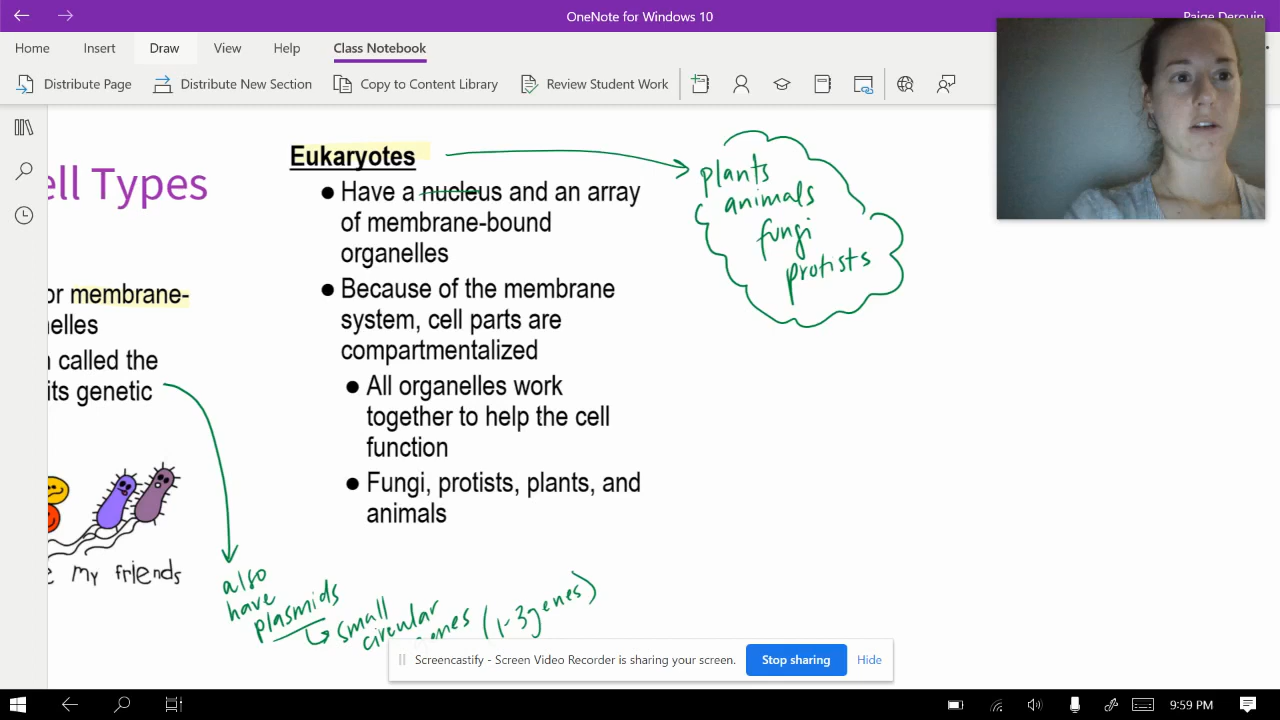 OneNote for Windows 10
Paige Derouin
Home Insert Draw View Help Class Notebook
Distribute Page Distribute New Section Copy to Content Library Review Student Work
ell Types
or membrane-
elles
called the
its genetic
my friends
Eukaryotes
● Have a nucleus and an array
of membrane-bound
organelles
● Because of the membrane
system, cell parts are
compartmentalized
● All organelles work
together to help the cell
function
● Fungi, protists, plants, and
animals
plants
animals
fungi
protists
also
have
plasmids
small
circular
genes (1-3genes)
Screencastify - Screen Video Recorder is sharing your screen. Stop sharing Hide
9:59 PM